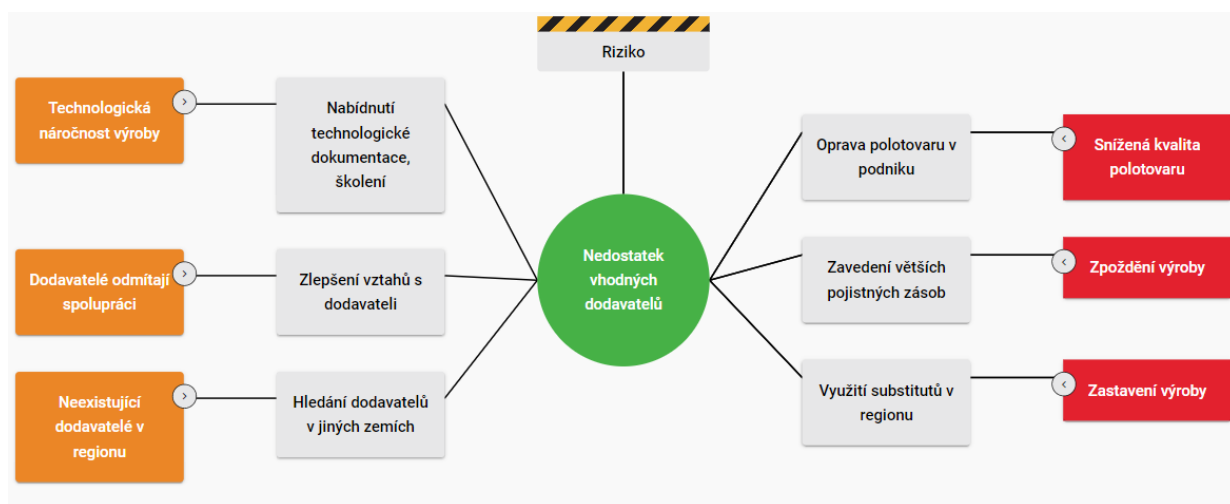 Riziko
Technologická
náročnost výroby
Nabídnutí
technologické
dokumentace,
školení
Dodavatelé odmítají
spolupráci
Zlepšení vztahů s
dodavateli
Neexistující
dodavatelé v
regionu
Hledání dodavatelů
v jiných zemích
Nedostatek
vhodných
dodavatelů
Oprava polotovaru v
podniku
Snížená kvalita
polotovaru
Zavedení větších
pojistných zásob
Zpoždění výroby
Využití substitutů v
regionu
Zastavení výroby